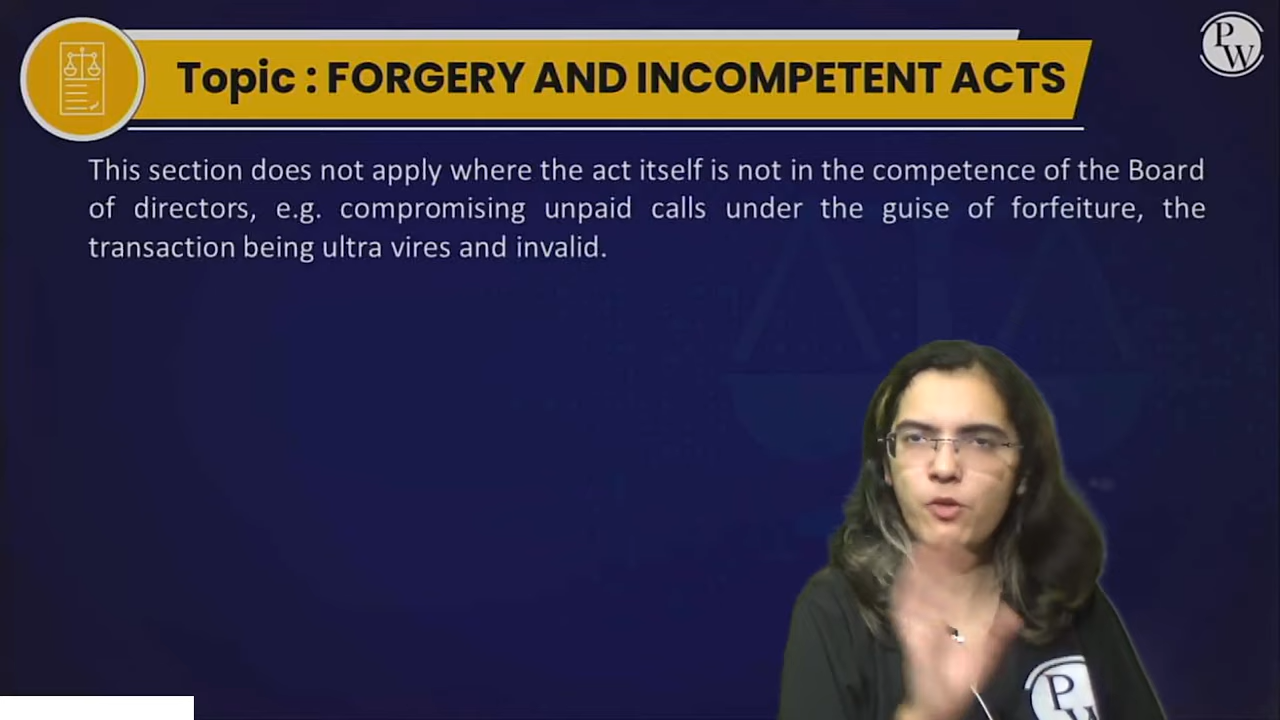 Topic : FORGERY AND INCOMPETENT ACTS
PW
This section does not apply where the act itself is not in the competence of the Board
of directors, e.g. compromising unpaid calls under the guise of forfeiture, the
transaction being ultra vires and invalid.
PW